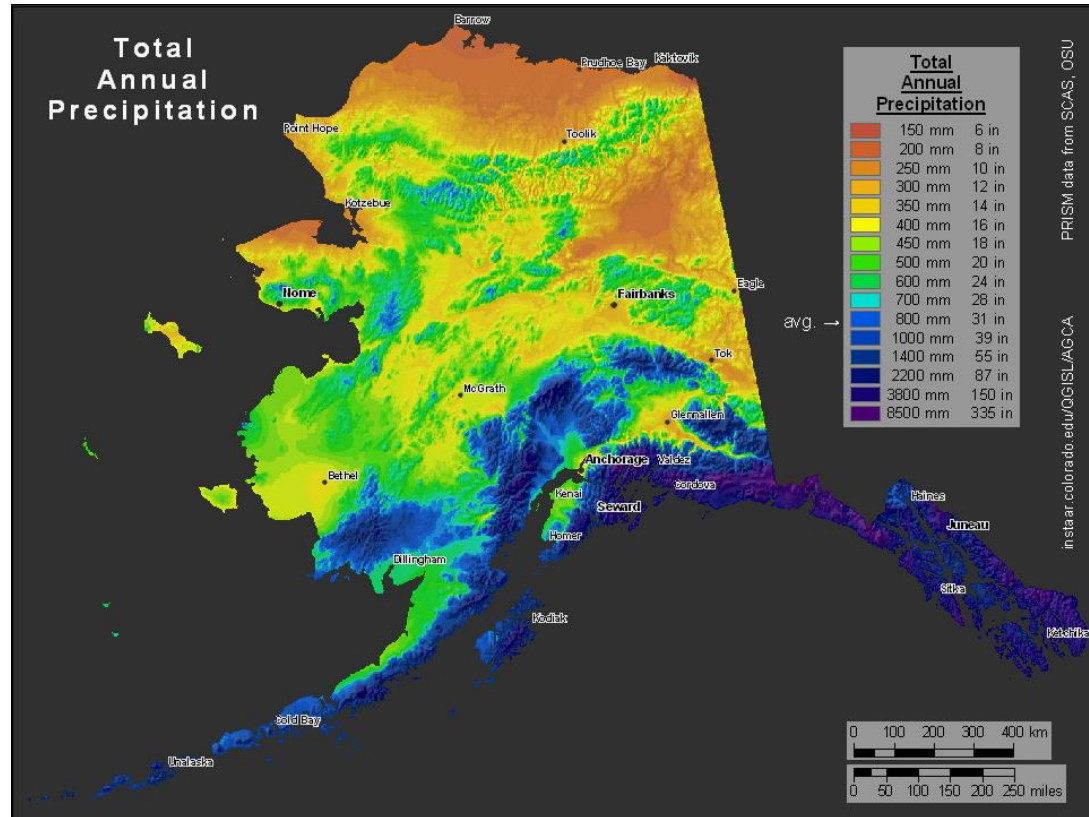 Total
Annual
Precipitation
Barrow
Prudhoe Bay
Kaktovik
Point Hope
Toolik
Kotzebue
Nome
Fairbanks
Eagle
Tok
McGrath
Glennallen
Anchorage
Valdez
Bethel
Kenai
Cordova
Seward
Haines
Juneau
Homer
Dillingham
Sitka
Kodiak
Ketchika
Cold Bay
Unalaska
Total
Annual
Precipitation
150 mm 6 in
200 mm 8 in
250 mm 10 in
300 mm 12 in
350 mm 14 in
400 mm 16 in
450 mm 18 in
500 mm 20 in
600 mm 24 in
700 mm 28 in
avg. → 800 mm 31 in
1000 mm 39 in
1400 mm 55 in
2200 mm 87 in
3800 mm 150 in
8500 mm 335 in
PRISM data from SCAS, OSU
instaar.colorado.edu/QGISL/AGCA
0 100 200 300 400 km
0 50 100 150 200 250 miles